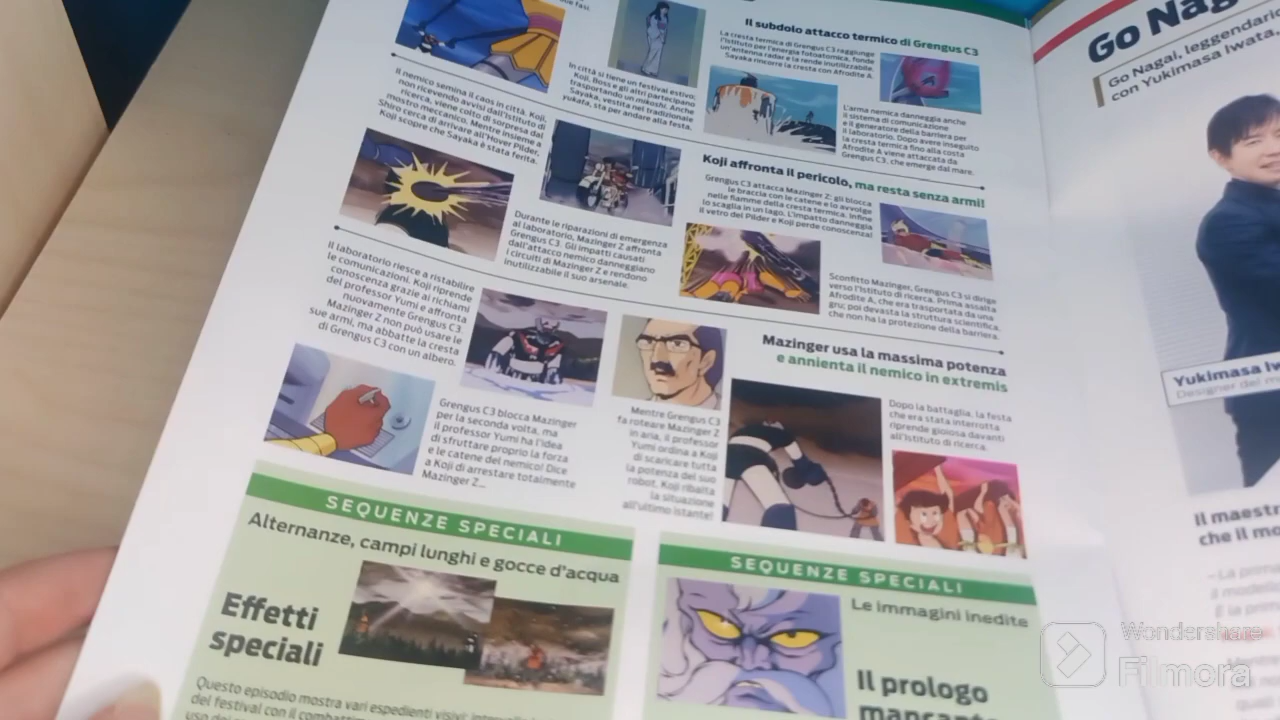 Il subdolo attacco termico di Grengus C3
La cresta termica di Grengus C3 raggiunge
l'Istituto per l'energia fotoatomica, fonde
un'antenna radar e la rende inutilizzabile.
Sayaka rincorre la cresta con Afrodite A.
In città si tiene un festival estivo:
Koji, Boss e gli altri partecipano
trasportando un mikoshi. Anche
Sayaka, vestita nel tradizionale
yukata, sta per andare alla festa.
L'arma nemica danneggia anche
il sistema di comunicazione
e il generatore della barriera per
il laboratorio. Dopo avere inseguito
la cresta termica fino alla costa
Afrodite A viene attaccata da
Grengus C3, che emerge dal mare.
Il nemico semina il caos in città. Koji,
non ricevendo avvisi dall'Istituto di
ricerca, viene colto di sorpresa dal
mostro meccanico. Mentre insieme a
Shiro cerca di arrivare all'Hover Pilder,
Koji scopre che Sayaka è stata ferita.
Koji affronta il pericolo, ma resta senza armi!
Grengus C3 attacca Mazinger Z: gli blocca
le braccia con le catene e lo avvolge
nelle fiamme della cresta termica. Infine
lo scaglia in un lago. L'impatto danneggia
il vetro del Pilder e Koji perde conoscenza!
Durante le riparazioni di emergenza
al laboratorio, Mazinger Z affronta
Grengus C3. Gli impatti causati
dall'attacco nemico danneggiano
i circuiti di Mazinger Z e rendono
inutilizzabile il suo arsenale.
Sconfitto Mazinger, Grengus C3 si dirige
verso l'Istituto di ricerca. Prima assalta
Afrodite A, che era trasportata da una
gru; poi devasta la struttura scientifica,
che non ha la protezione della barriera.
Il laboratorio riesce a ristabilire
le comunicazioni. Koji riprende
conoscenza grazie ai richiami
del professor Yumi e affronta
nuovamente Grengus C3.
Mazinger Z non può usare le
sue armi, ma abbatte la cresta
di Grengus C3 con un albero.
Mazinger usa la massima potenza
e annienta il nemico in extremis
Grengus C3 blocca Mazinger
per la seconda volta, ma
il professor Yumi ha l'idea
di sfruttare proprio la forza
e le catene del nemico! Dice
a Koji di arrestare totalmente
Mazinger Z...
Mentre Grengus C3
fa roteare Mazinger Z
in aria, il professor
Yumi ordina a Koji
di scaricare tutta
la potenza del suo
robot. Koji ribalta
la situazione
all'ultimo istante!
Dopo la battaglia, la festa
che era stata interrotta
riprende gioiosa davanti
all'Istituto di ricerca.
SEQUENZE SPECIALI
Alternanze, campi lunghi e gocce d'acqua
Effetti
speciali
Questo episodio mostra vari espedienti visivi:
del festival con il
SEQUENZE SPECIALI
Le immagini inedite
Il prologo
mancante
Go Nagai, leggendario
con Yukimasa Iwata.
Il maestro
che il
Wondershare
Filmora